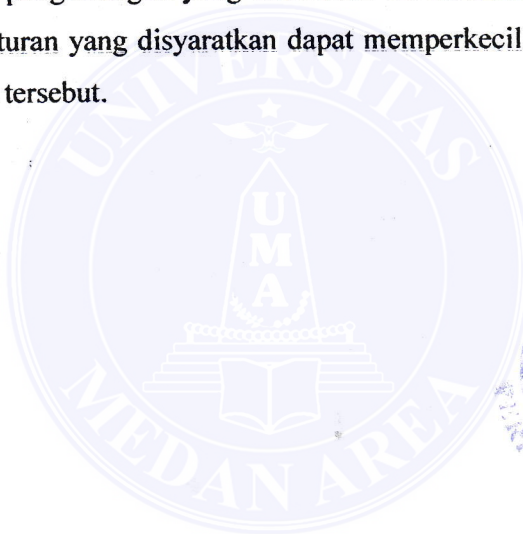 turan yang disyaratkan dapat memperkecil
tersebut.
UNIVERSITAS
UMA
MEDAN AREA